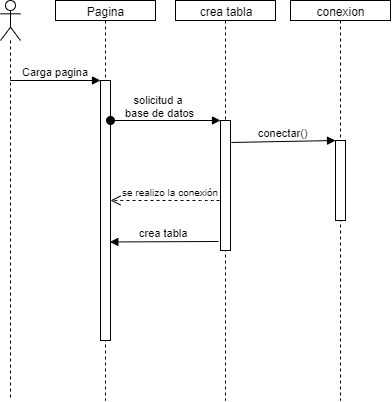 Pagina
crea tabla
conexion
Carga pagina
solicitud a
base de datos
conectar()
se realizo la conexión
crea tabla